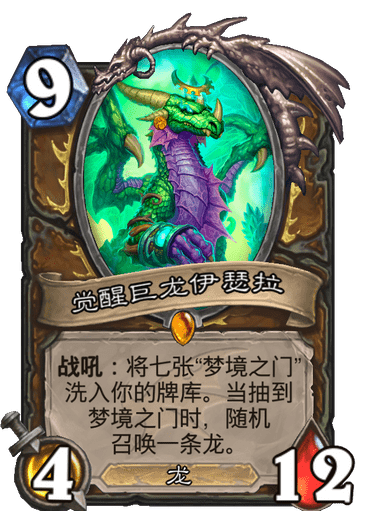 9
觉醒巨龙伊瑟拉
战吼：将七张“梦境之门”
洗入你的牌库。当抽到
梦境之门时，随机
召唤一条龙。
龙
4
12